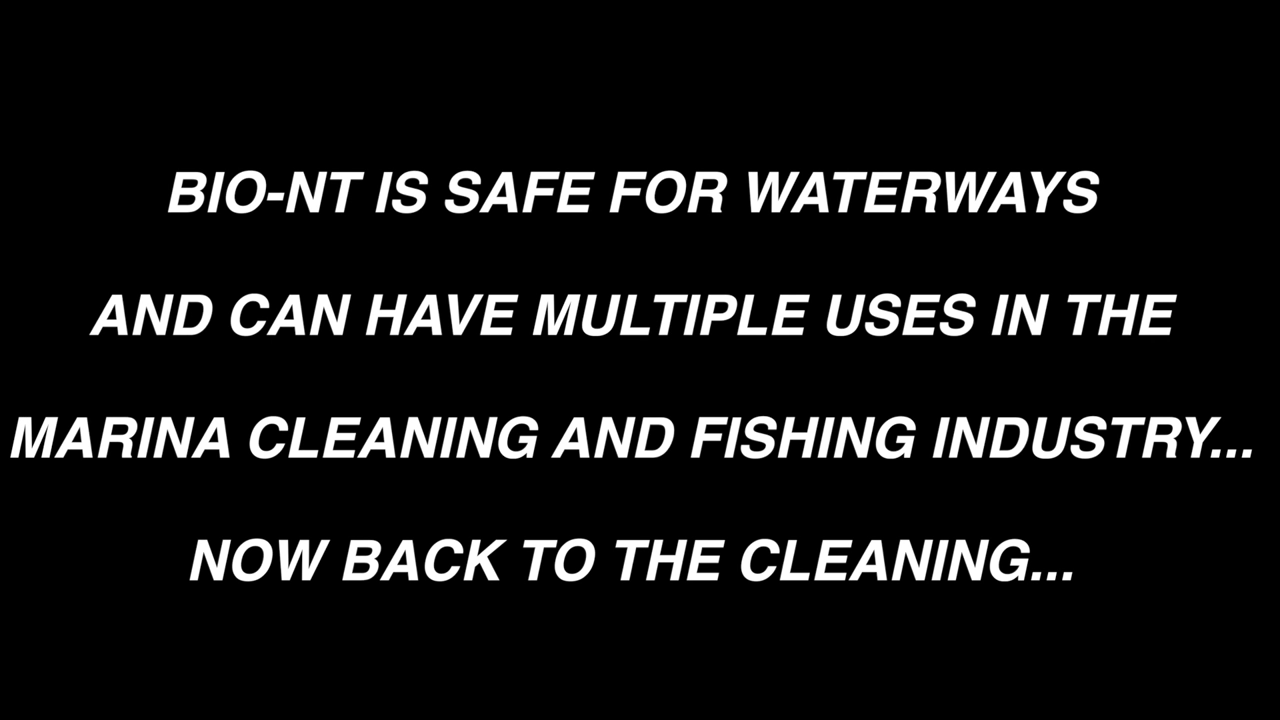 BIO-NT IS SAFE FOR WATERWAYS
AND CAN HAVE MULTIPLE USES IN THE
MARINA CLEANING AND FISHING INDUSTRY...
NOW BACK TO THE CLEANING...